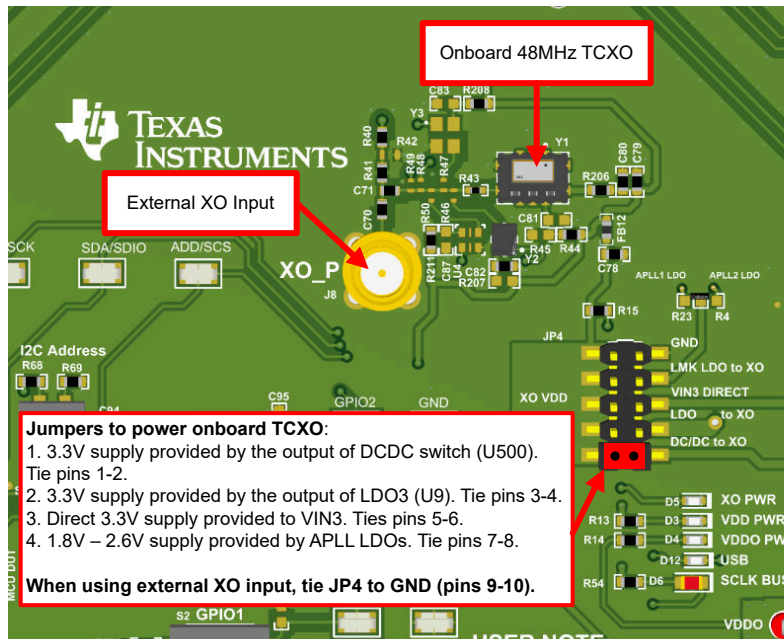 Onboard 48MHz TCXO
C83
R208
Y3
TEXAS
INSTRUMENTS
R40
R42
R41
R49
R48
R47
Y1
C80
C79
R43
R206
C71
External XO Input
C70
R50
R46
C81
FB12
SCK
SDA/SDIO
ADD/SCS
XO_P
J8
R211
C87
U4
C82
R207
Y2
R45
R44
C78
APLL1 LDO
APLL2 LDO
R15
R23
R4
JP4
GND
LMK LDO to XO
XO VDD
VIN3 DIRECT
LDO to XO
DC/DC to XO
I2C Address
R68
R69
C94
C95
GPIO2
GND
Jumpers to power onboard TCXO:
1. 3.3V supply provided by the output of DCDC switch (U500).
Tie pins 1-2.
2. 3.3V supply provided by the output of LDO3 (U9). Tie pins 3-4.
3. Direct 3.3V supply provided to VIN3. Ties pins 5-6.
4. 1.8V – 2.6V supply provided by APLL LDOs. Tie pins 7-8.
When using external XO input, tie JP4 to GND (pins 9-10).
D5
XO PWR
R13
D3
VDD PWR
R14
D4
VDDO PW
D12
USB
R54
D6
SCLK BUS
MCU DUT
S2 GPIO1
USER NOTE
VDDO